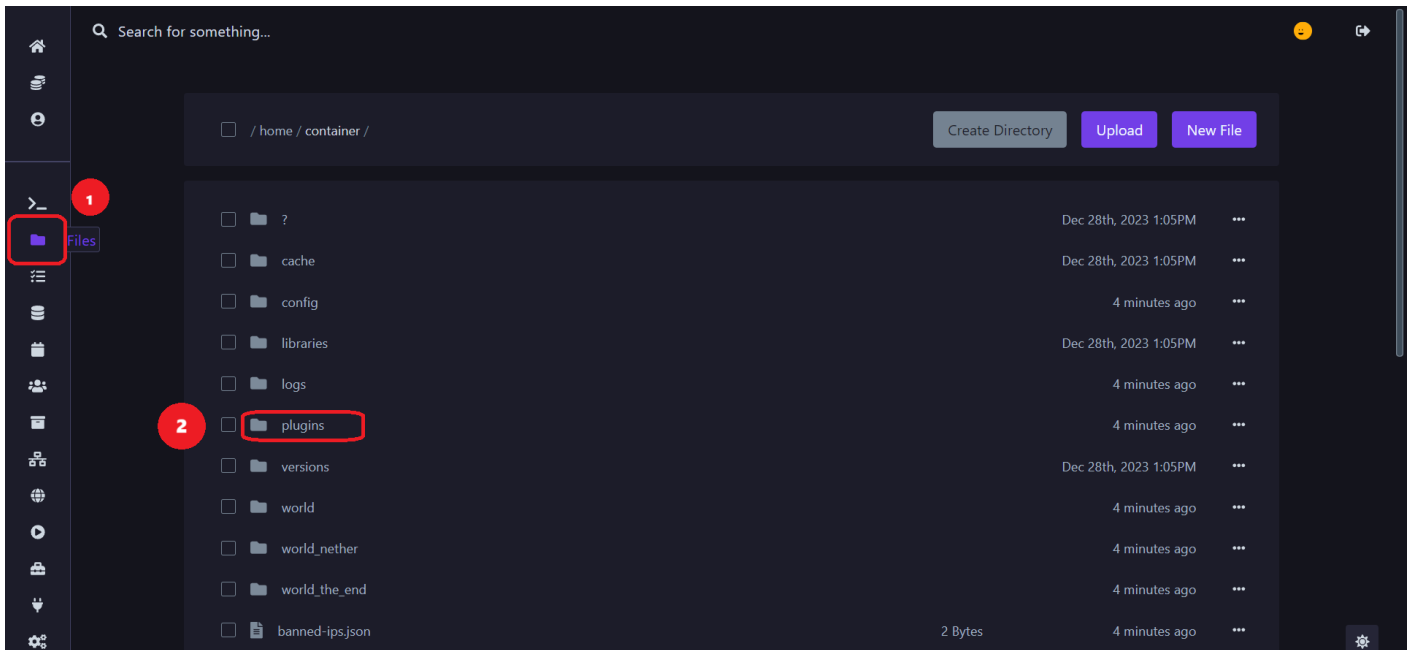 Search for something...
/ home / container /
Create Directory
Upload
New File
1
Files
? Dec 28th, 2023 1:05PM
cache Dec 28th, 2023 1:05PM
config 4 minutes ago
libraries Dec 28th, 2023 1:05PM
logs 4 minutes ago
2 plugins 4 minutes ago
versions Dec 28th, 2023 1:05PM
world 4 minutes ago
world_nether 4 minutes ago
world_the_end 4 minutes ago
banned-ips.json 2 Bytes 4 minutes ago